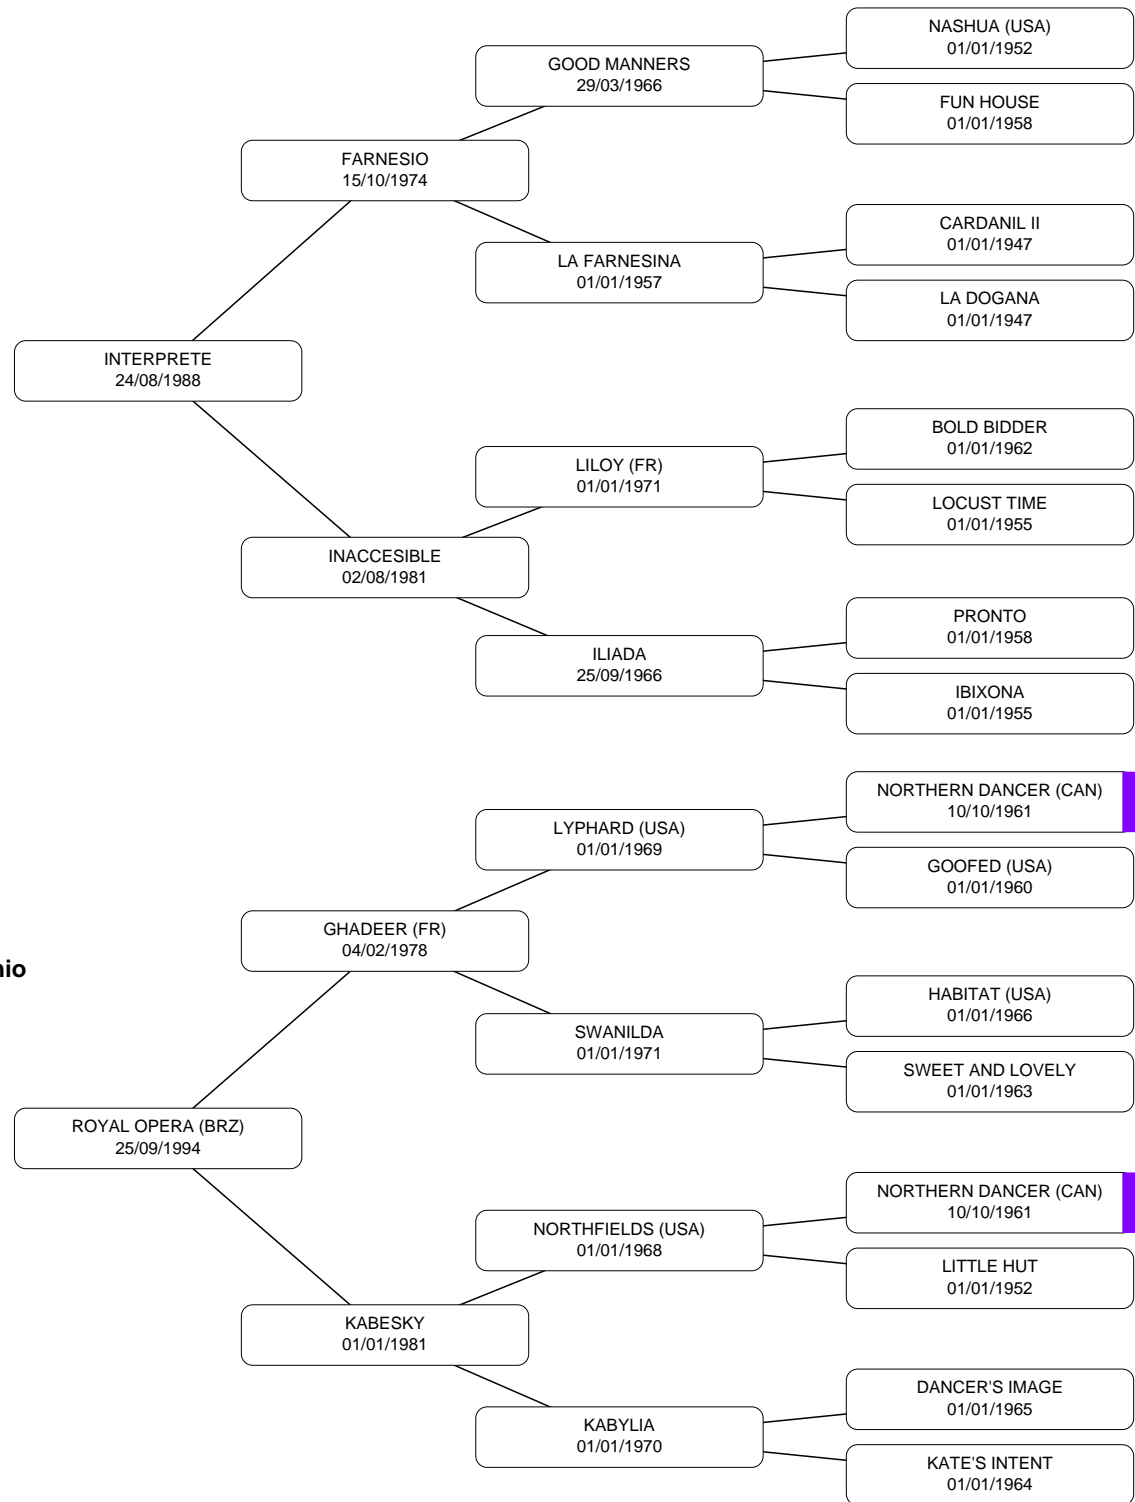 NASHUA (USA)
01/01/1952
GOOD MANNERS
29/03/1966
FUN HOUSE
01/01/1958
FARNESIO
15/10/1974
CARDANIL II
01/01/1947
LA FARNESINA
01/01/1957
LA DOGANA
01/01/1947
INTERPRETE
24/08/1988
BOLD BIDDER
01/01/1962
LILOY (FR)
01/01/1971
LOCUST TIME
01/01/1955
INACCESIBLE
02/08/1981
PRONTO
01/01/1958
ILIADA
25/09/1966
IBIXONA
01/01/1955
NORTHERN DANCER (CAN)
10/10/1961
LYPHARD (USA)
01/01/1969
GOOFED (USA)
01/01/1960
GHADEER (FR)
04/02/1978
nio
HABITAT (USA)
01/01/1966
SWANILDA
01/01/1971
SWEET AND LOVELY
01/01/1963
ROYAL OPERA (BRZ)
25/09/1994
NORTHERN DANCER (CAN)
10/10/1961
NORTHFIELDS (USA)
01/01/1968
LITTLE HUT
01/01/1952
KABESKY
01/01/1981
DANCER'S IMAGE
01/01/1965
KABYLIA
01/01/1970
KATE'S INTENT
01/01/1964